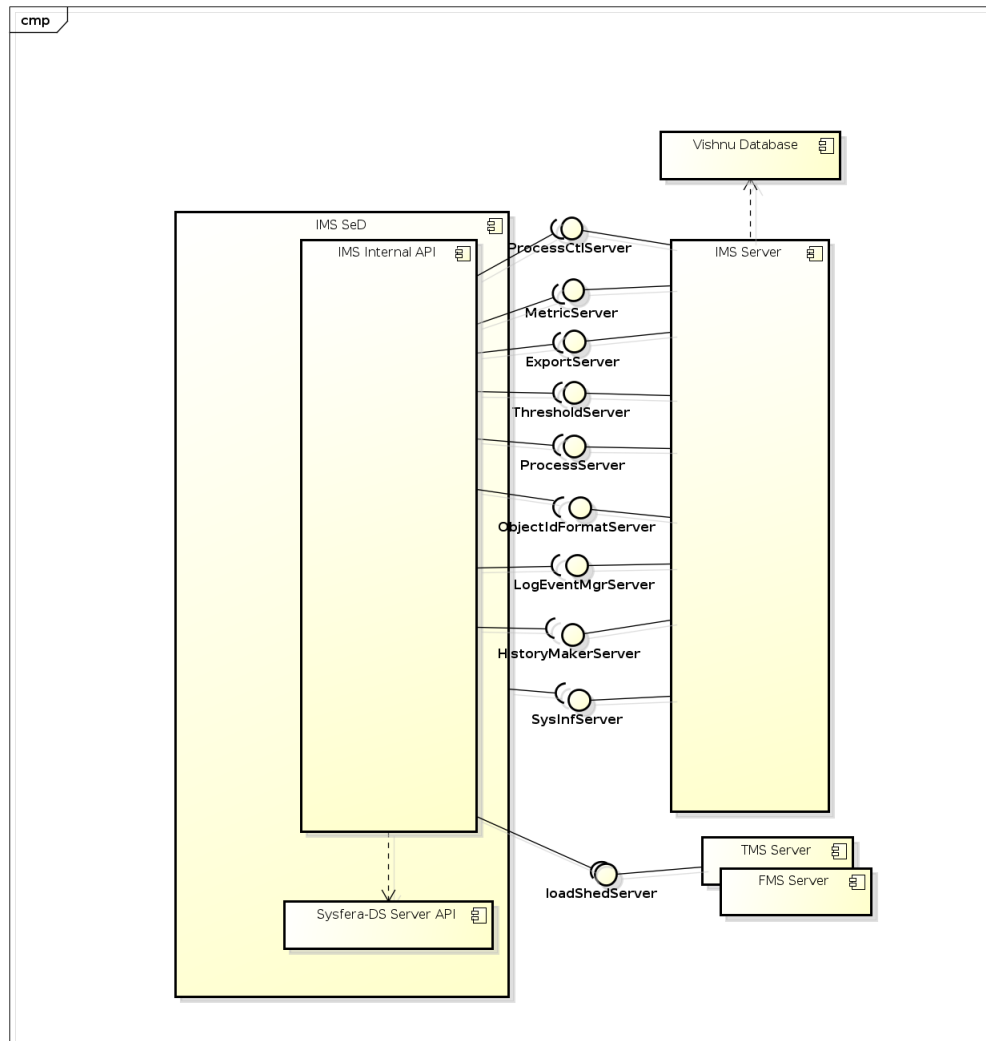 cmp
Vishnu Database
IMS SeD
IMS Internal API
IMS Server
ProcessCtlServer
MetricServer
ExportServer
ThresholdServer
ProcessServer
ObjectIdFormatServer
LogEventMgrServer
HistoryMakerServer
SysInfServer
TMS Server
FMS Server
loadShedServer
Sysfera-DS Server API